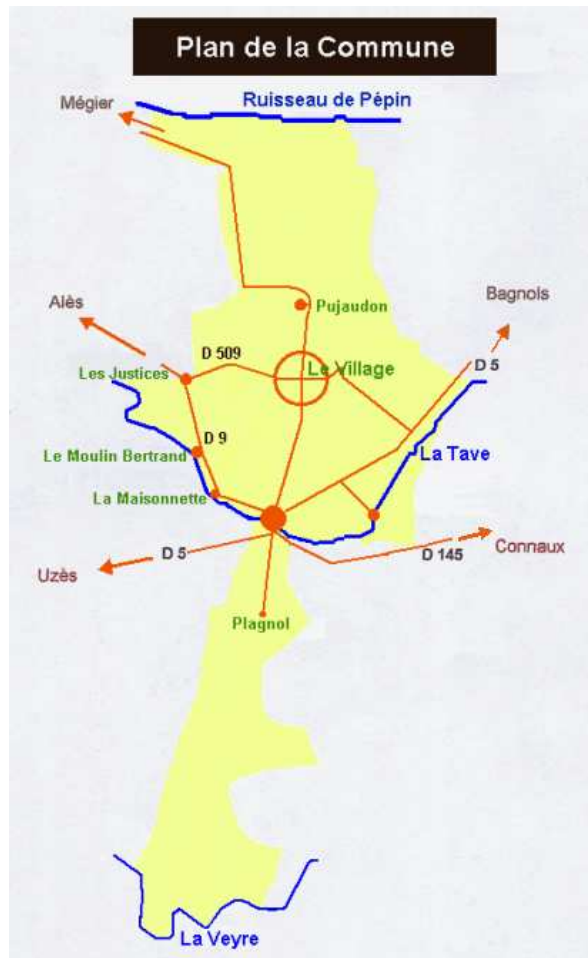 Plan de la Commune
Ruisseau de Pépin
Mégier
Bagnols
Alès
Pujaudon
D 509
Le Village
D 5
Les Justices
D 9
Le Moulin Bertrand
La Tave
La Maisonnette
D 5
D 145
Connaux
Uzès
Plagnol
La Veyre